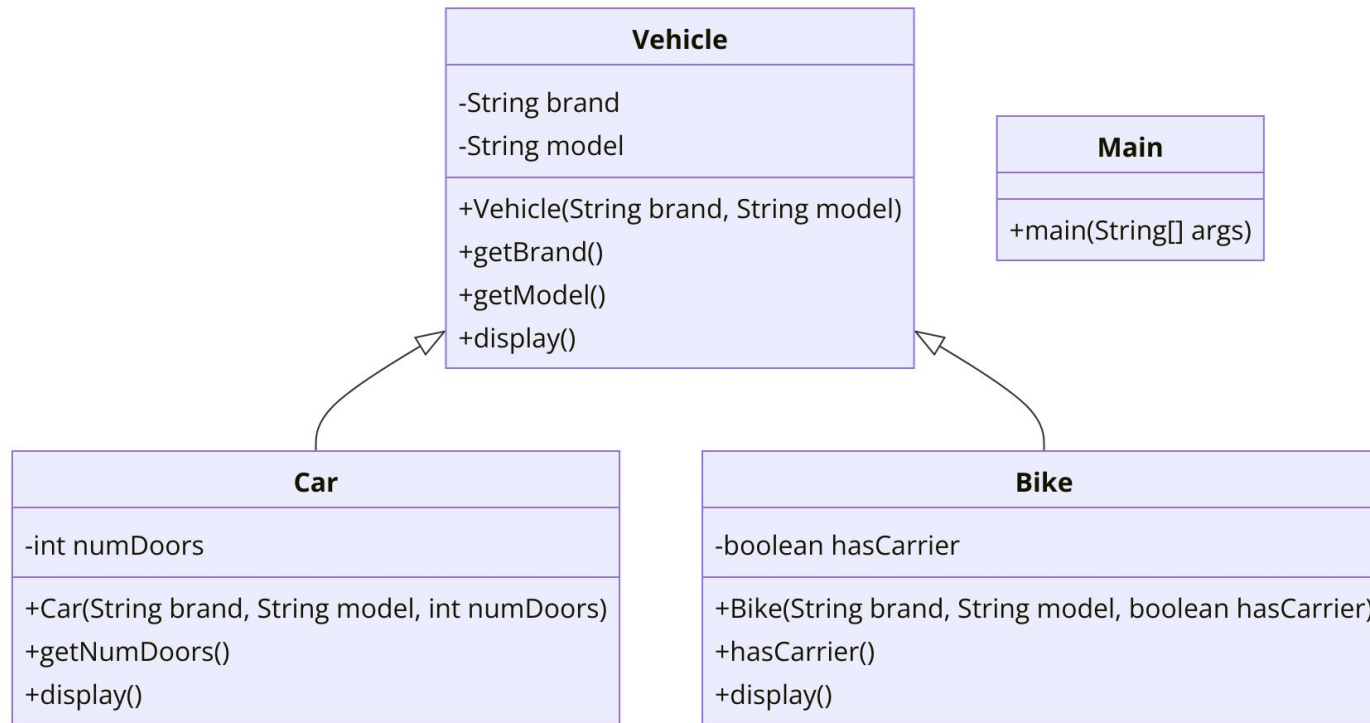 Vehicle
-String brand
-String model
+Vehicle(String brand, String model)
+getBrand()
+getModel()
+display()
Main
+main(String[] args)
Car
-int numDoors
+Car(String brand, String model, int numDoors)
+getNumDoors()
+display()
Bike
-boolean hasCarrier
+Bike(String brand, String model, boolean hasCarrier)
+hasCarrier()
+display()